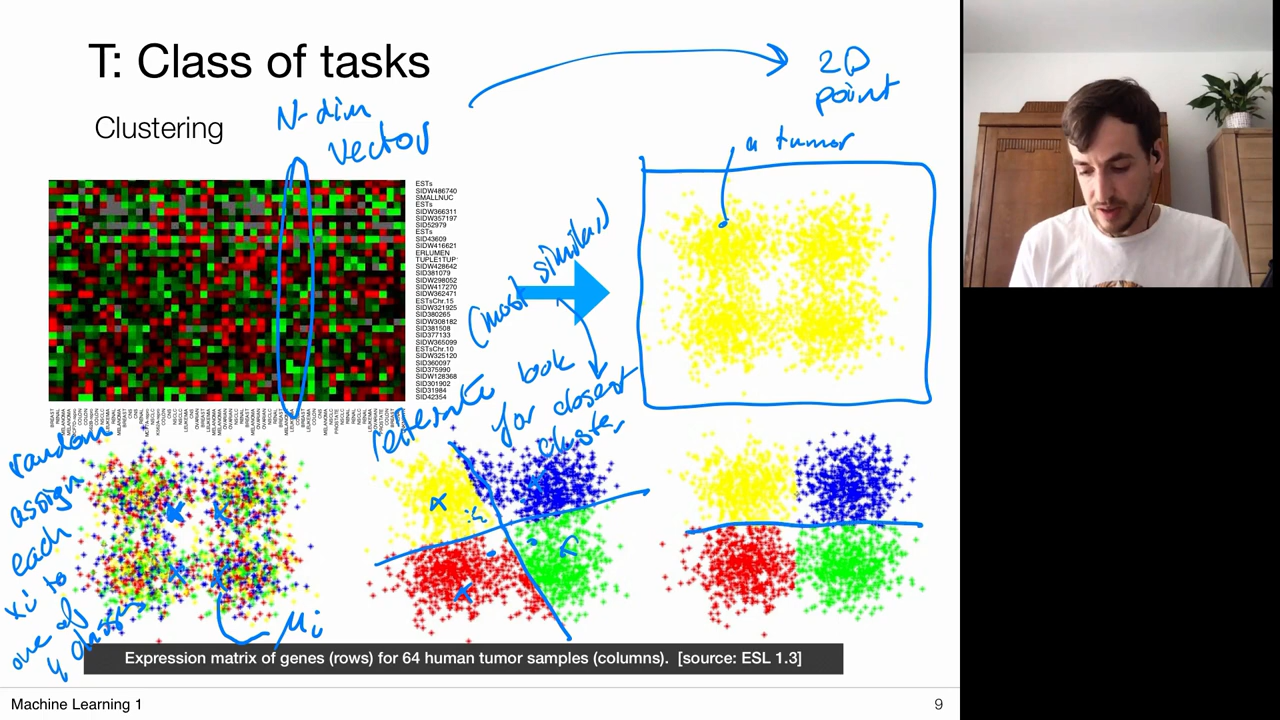 T: Class of tasks
Clustering
N-dim
vector
2D
point
a tumor
ESTs
SIDW486740
SMALLNUC
ESTs
SIDW366311
SIDW357197
SID52979
ESTs
SID43609
SIDW416621
ERLUMEN
TUPLE1TUP
SIDW428642
SID381079
SIDW298052
SIDW417270
SIDW362471
ESTsChr.15
SIDW321925
SID380265
SIDW308182
SID381508
SID377133
SIDW365099
ESTsChr.10
SIDW325120
SID360097
SID375990
SIDW128368
SID301902
SID31984
SID42354
(most similar)
look
for closest
cluster
random
assign
each
xi to
one of
4 classes
μi
Expression matrix of genes (rows) for 64 human tumor samples (columns). [source: ESL 1.3]
Machine Learning 1
9